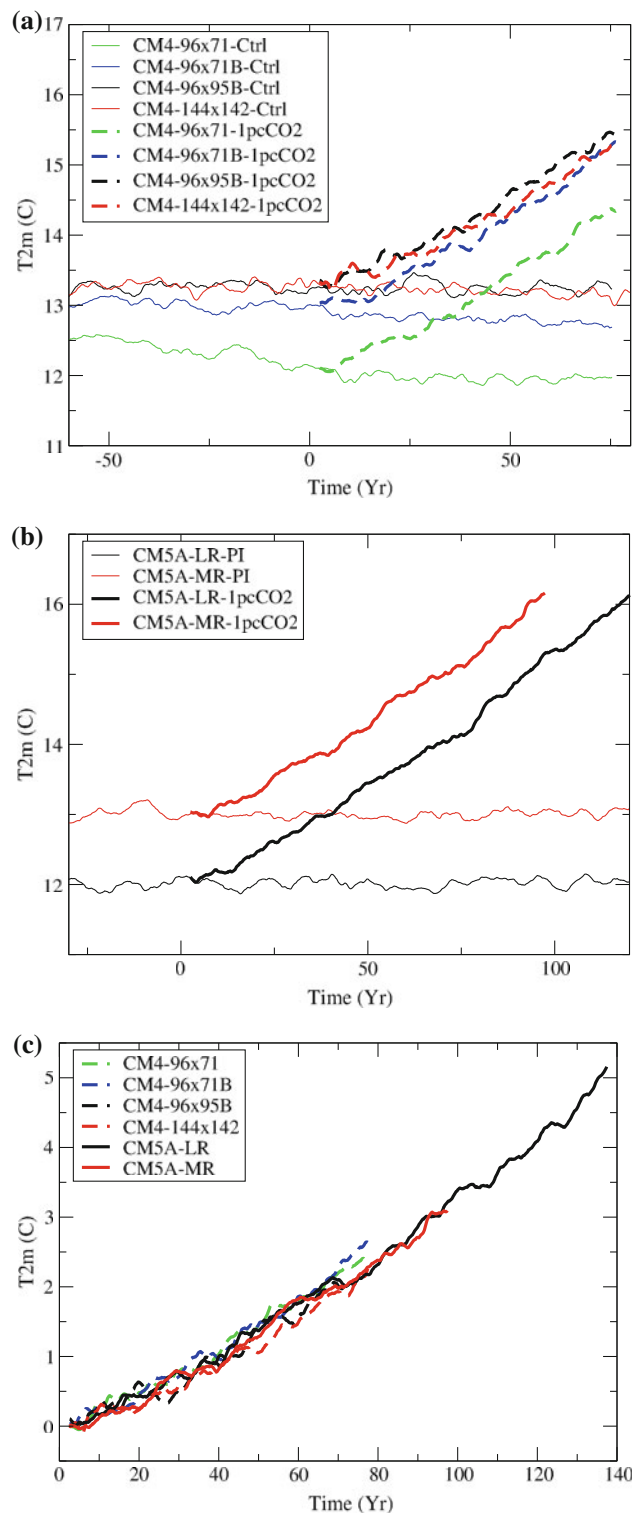 (a)
17
16
15
14
13
12
11
T2m (C)
CM4-96x71-Ctrl
CM4-96x71B-Ctrl
CM4-96x95B-Ctrl
CM4-144x142-Ctrl
CM4-96x71-1pcCO2
CM4-96x71B-1pcCO2
CM4-96x95B-1pcCO2
CM4-144x142-1pcCO2
-50 0 50
Time (Yr)
(b)
16
14
12
T2m (C)
CM5A-LR-PI
CM5A-MR-PI
CM5A-LR-1pcCO2
CM5A-MR-1pcCO2
0 50 100
Time (Yr)
(c)
5
4
3
2
1
0
T2m (C)
CM4-96x71
CM4-96x71B
CM4-96x95B
CM4-144x142
CM5A-LR
CM5A-MR
0 20 40 60 80 100 120 140
Time (Yr)